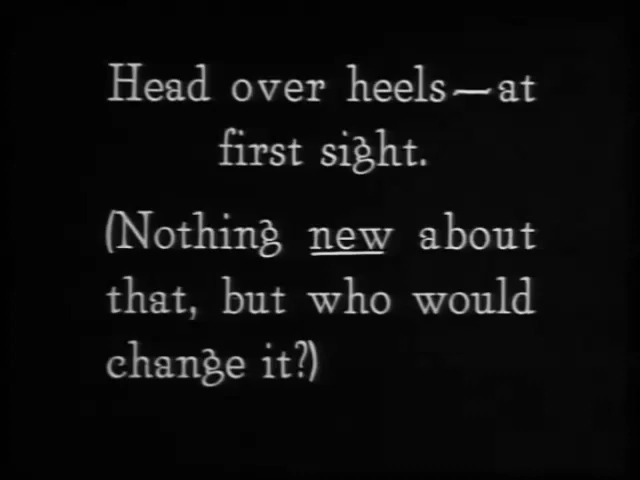 Head over heels—at
first sight.
(Nothing new about
that, but who would
change it?)